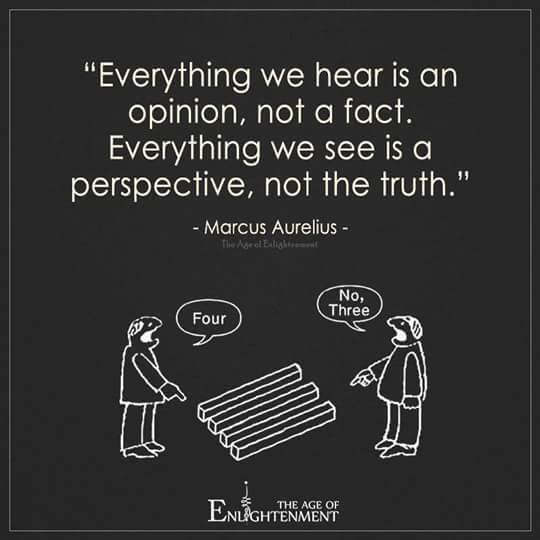 “Everything we hear is an
opinion, not a fact.
Everything we see is a
perspective, not the truth.”
- Marcus Aurelius -
The Age of Enlightenment
Four
No,
Three
ENLIGHTENMENT THE AGE OF